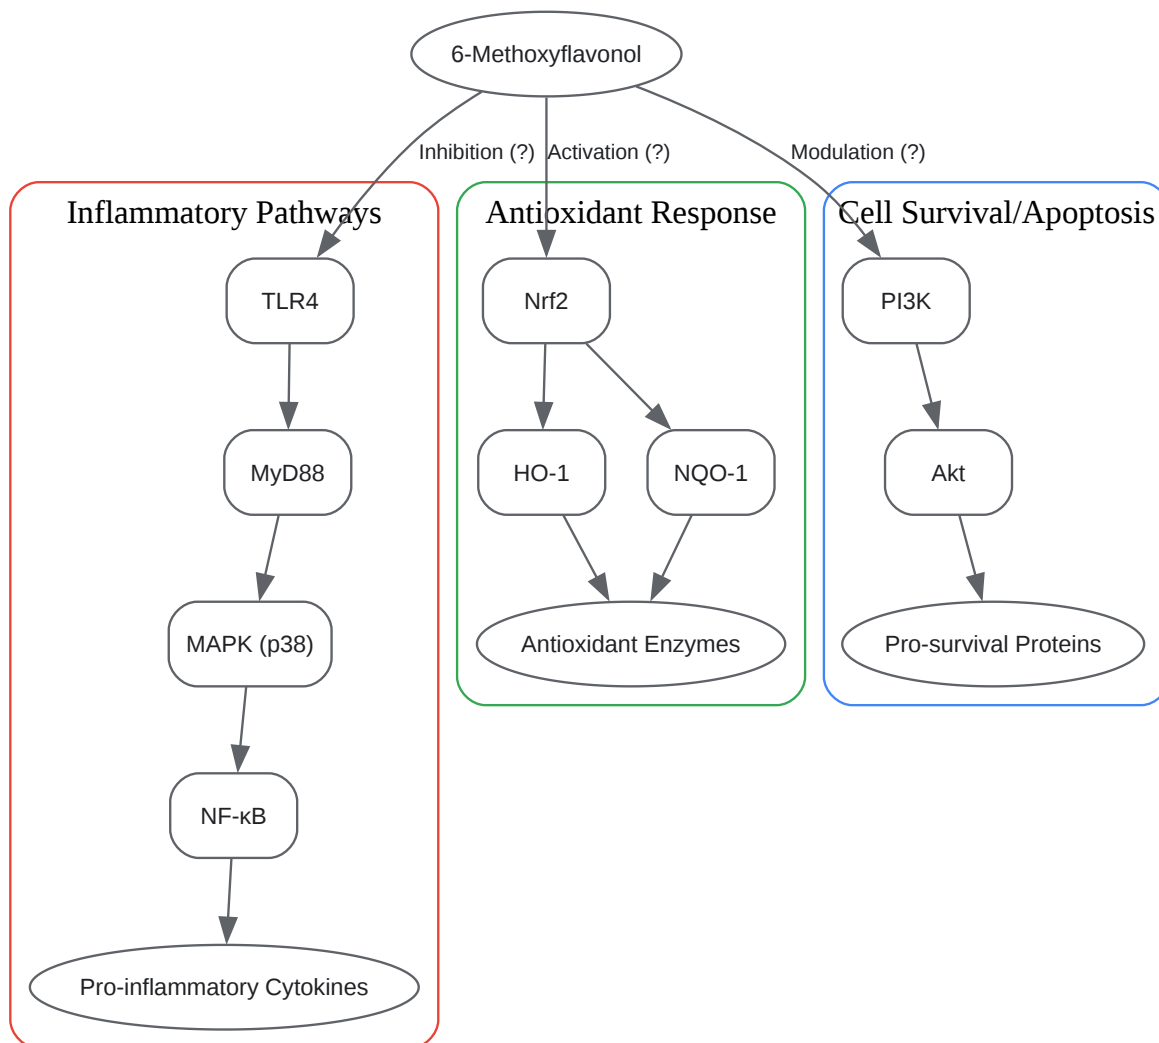 6-Methoxyflavonol
Inhibition (?)
Activation (?)
Modulation (?)
Inflammatory Pathways
Antioxidant Response
Cell Survival/Apoptosis
TLR4
Nrf2
PI3K
MyD88
HO-1
NQO-1
Akt
MAPK (p38)
Antioxidant Enzymes
Pro-survival Proteins
NF-κB
Pro-inflammatory Cytokines